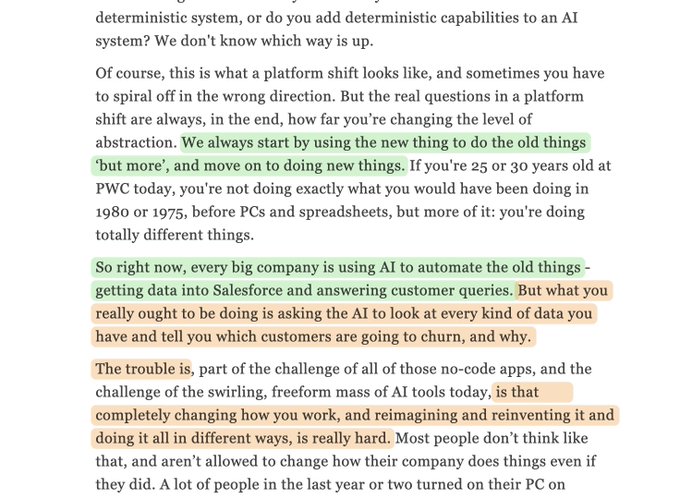 deterministic system, or do you add deterministic capabilities to an AI
system? We don't know which way is up.
Of course, this is what a platform shift looks like, and sometimes you have
to spiral off in the wrong direction. But the real questions in a platform
shift are always, in the end, how far you’re changing the level of
abstraction. We always start by using the new thing to do the old things
‘but more’, and move on to doing new things. If you're 25 or 30 years old at
PWC today, you're not doing exactly what you would have been doing in
1980 or 1975, before PCs and spreadsheets, but more of it: you're doing
totally different things.
So right now, every big company is using AI to automate the old things -
getting data into Salesforce and answering customer queries. But what you
really ought to be doing is asking the AI to look at every kind of data you
have and tell you which customers are going to churn, and why.
The trouble is, part of the challenge of all of those no-code apps, and the
challenge of the swirling, freeform mass of AI tools today, is that
completely changing how you work, and reimagining and reinventing it and
doing it all in different ways, is really hard. Most people don’t think like
that, and aren’t allowed to change how their company does things even if
they did. A lot of people in the last year or two turned on their PC on